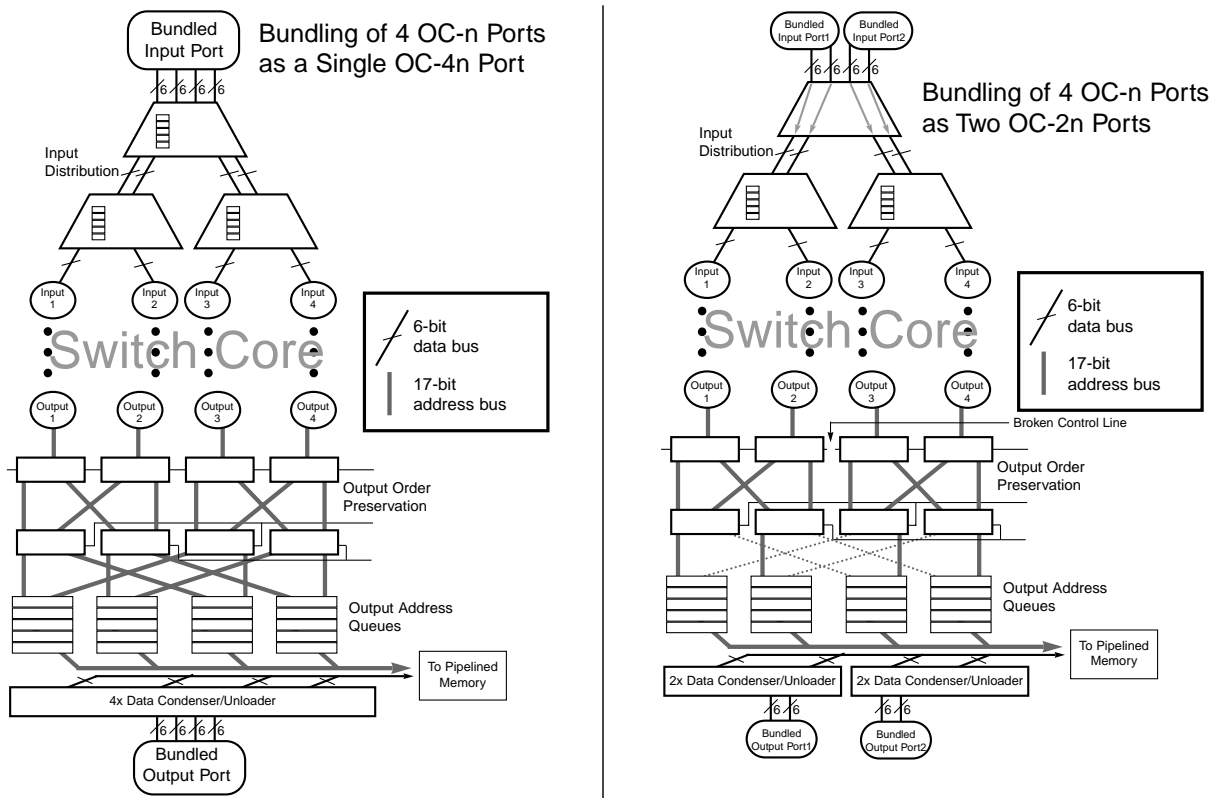 Bundled
Input Port
Bundling of 4 OC-n Ports
as a Single OC-4n Port
6 6 6 6
Input
Distribution
Input
1
Input
2
Input
3
Input
4
Switch Core
6-bit
data bus
17-bit
address bus
Output
1
Output
2
Output
3
Output
4
Output Order
Preservation
Output Address
Queues
To Pipelined
Memory
4x Data Condenser/Unloader
6 6 6 6
Bundled
Output Port
Bundled
Input Port1
Bundled
Input Port2
6 6 6 6
Bundling of 4 OC-n Ports
as Two OC-2n Ports
Input
Distribution
Input
1
Input
2
Input
3
Input
4
Switch Core
6-bit
data bus
17-bit
address bus
Output
1
Output
2
Output
3
Output
4
Broken Control Line
Output Order
Preservation
Output Address
Queues
To Pipelined
Memory
2x Data Condenser/Unloader
2x Data Condenser/Unloader
6 6
6 6
Bundled
Output Port1
Bundled
Output Port2